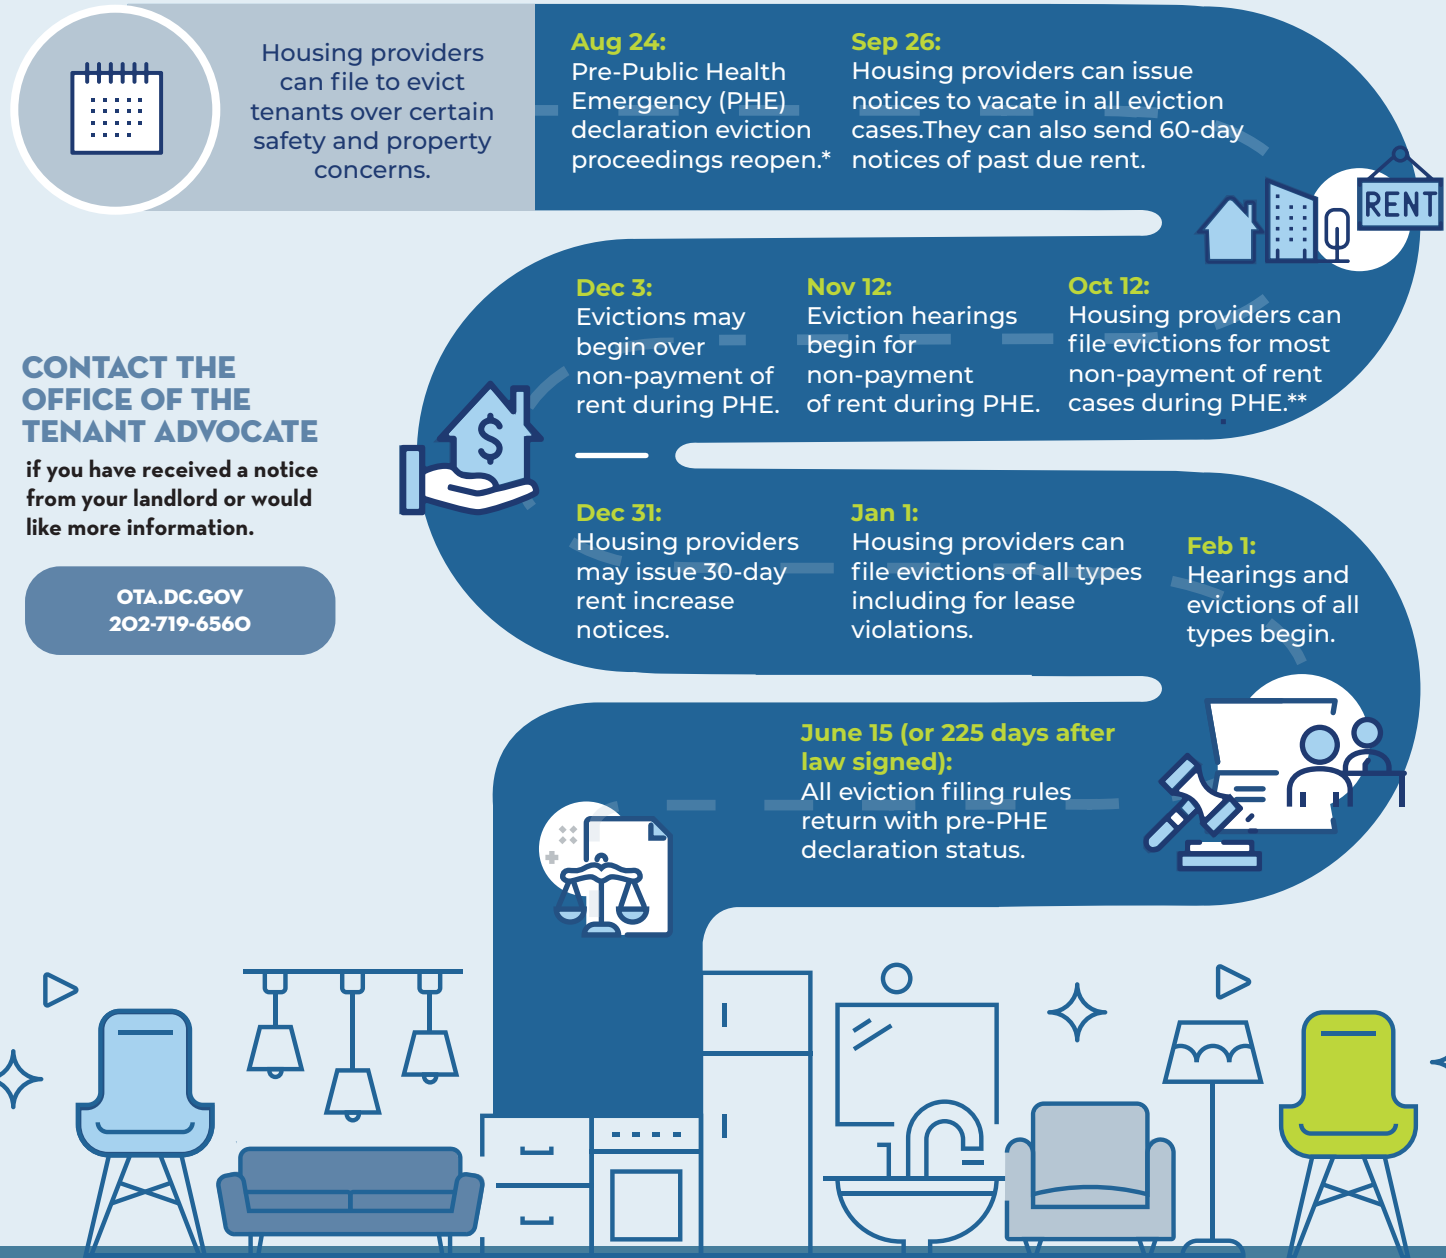 Housing providers
can file to evict
tenants over certain
safety and property
concerns.
Aug 24:
Pre-Public Health
Emergency (PHE)
declaration eviction
proceedings reopen.*
Sep 26:
Housing providers can issue
notices to vacate in all eviction
cases.They can also send 60-day
notices of past due rent.
RENT
Oct 12:
Housing providers can
file evictions for most
non-payment of rent
cases during PHE.**
Nov 12:
Eviction hearings
begin for
non-payment
of rent during PHE.
Dec 3:
Evictions may
begin over
non-payment of
rent during PHE.
$
Dec 31:
Housing providers
may issue 30-day
rent increase
notices.
Jan 1:
Housing providers can
file evictions of all types
including for lease
violations.
Feb 1:
Hearings and
evictions of all
types begin.
June 15 (or 225 days after
law signed):
All eviction filing rules
return with pre-PHE
declaration status.
CONTACT THE
OFFICE OF THE
TENANT ADVOCATE
if you have received a notice
from your landlord or would
like more information.
OTA.DC.GOV
202-719-6560